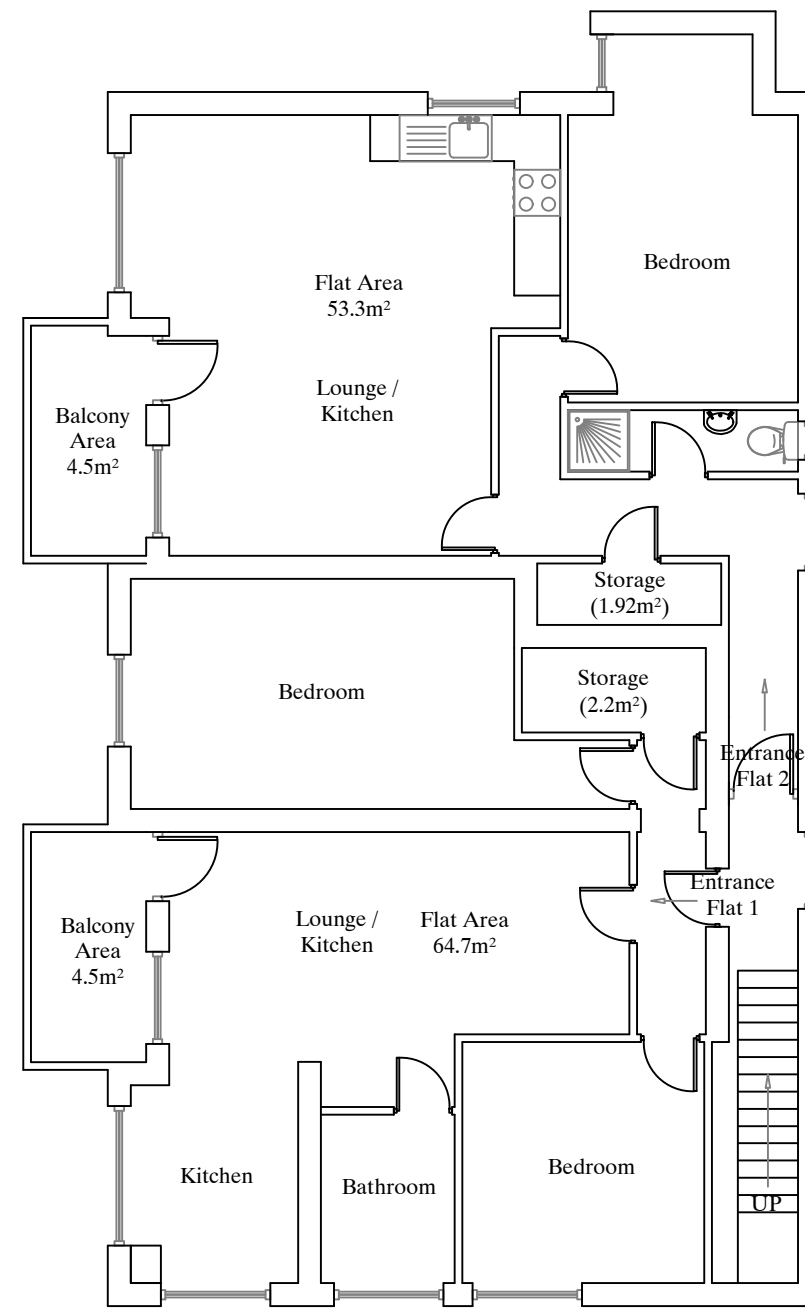 Bedroom
Flat Area
53.3m²
Lounge /
Kitchen
Balcony
Area
4.5m²
Storage
(1.92m²)
Storage
(2.2m²)
Bedroom
Entrance
Flat 2
Entrance
Flat 1
Lounge /
Kitchen
Flat Area
64.7m²
Balcony
Area
4.5m²
Kitchen
Bathroom
Bedroom
UP